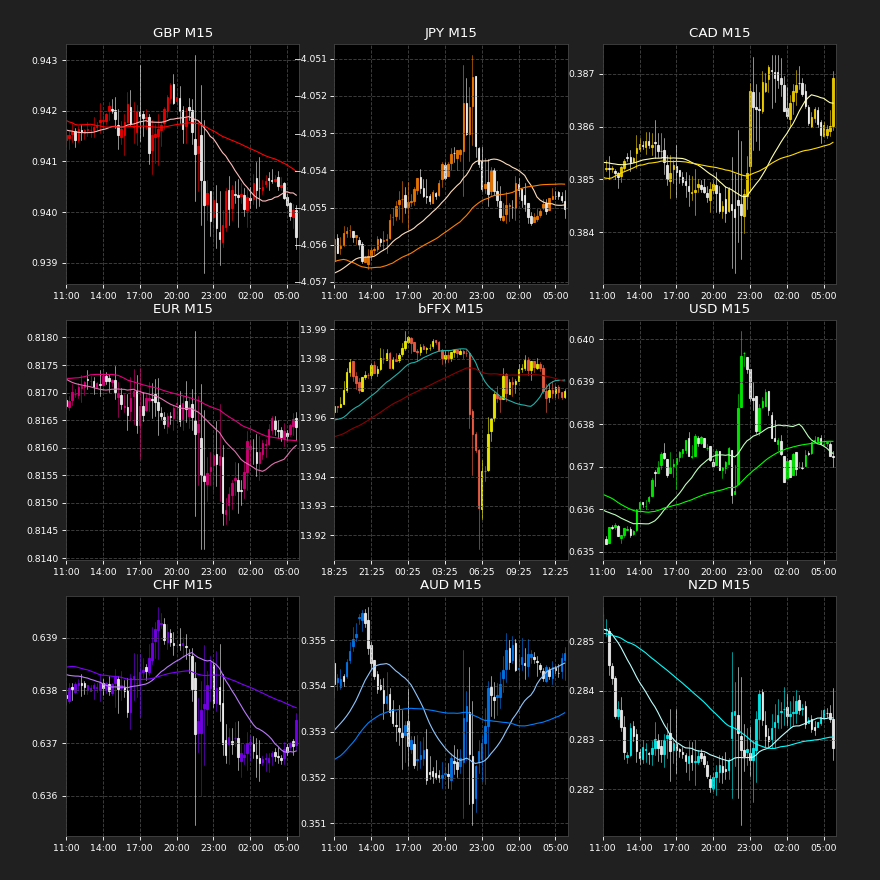 GBP M15
0.943
0.942
0.941
0.940
0.939
11:00 14:00 17:00 20:00 23:00 02:00 05:00
JPY M15
−4.051
−4.052
−4.053
−4.054
−4.055
−4.056
−4.057
11:00 14:00 17:00 20:00 23:00 02:00 05:00
CAD M15
0.387
0.386
0.385
0.384
11:00 14:00 17:00 20:00 23:00 02:00 05:00
EUR M15
0.8180
0.8175
0.8170
0.8165
0.8160
0.8155
0.8150
0.8145
0.8140
11:00 14:00 17:00 20:00 23:00 02:00 05:00
bFFX M15
13.99
13.98
13.97
13.96
13.95
13.94
13.93
13.92
18:25 21:25 00:25 03:25 06:25 09:25 12:25
USD M15
0.640
0.639
0.638
0.637
0.636
0.635
11:00 14:00 17:00 20:00 23:00 02:00 05:00
CHF M15
0.639
0.638
0.637
0.636
11:00 14:00 17:00 20:00 23:00 02:00 05:00
AUD M15
0.355
0.354
0.353
0.352
0.351
11:00 14:00 17:00 20:00 23:00 02:00 05:00
NZD M15
0.285
0.284
0.283
0.282
11:00 14:00 17:00 20:00 23:00 02:00 05:00